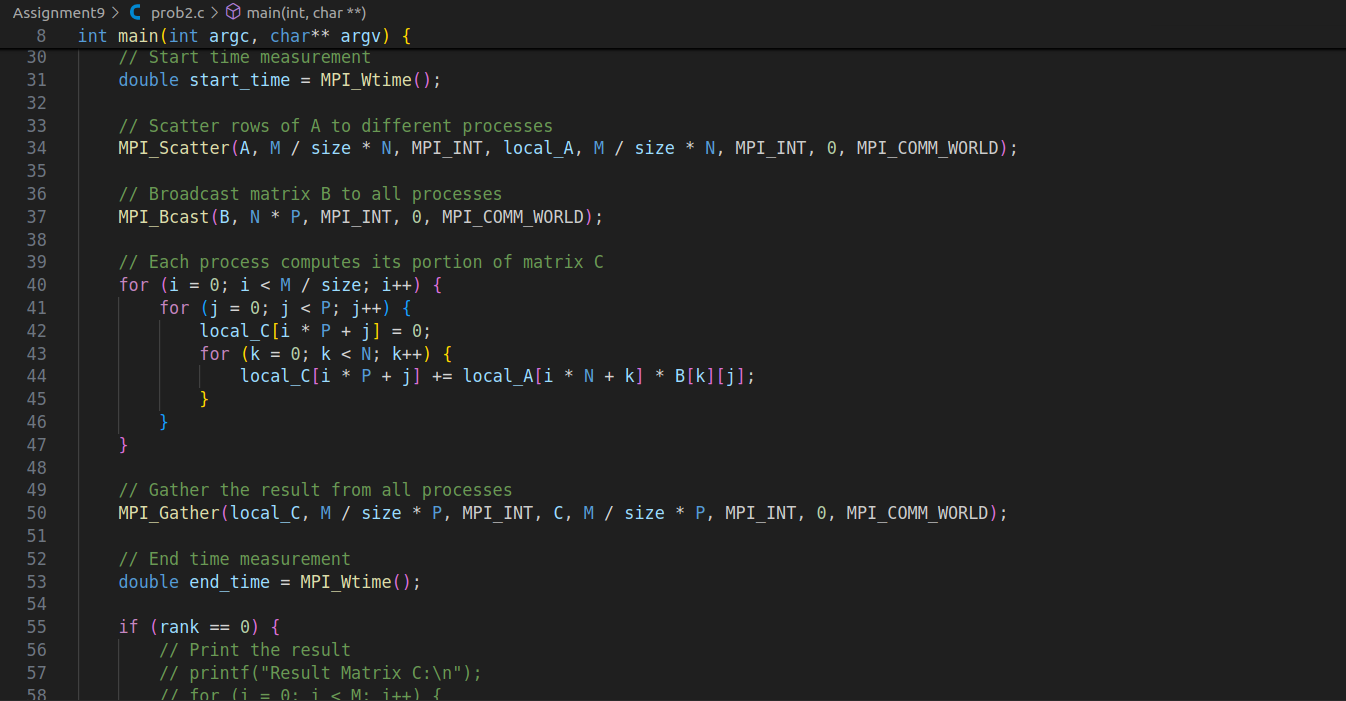 Assignment9 > C prob2.c > main(int, char **)
8 int main(int argc, char** argv) {
30 // Start time measurement
31 double start_time = MPI_Wtime();
32
33 // Scatter rows of A to different processes
34 MPI_Scatter(A, M / size * N, MPI_INT, local_A, M / size * N, MPI_INT, 0, MPI_COMM_WORLD);
35
36 // Broadcast matrix B to all processes
37 MPI_Bcast(B, N * P, MPI_INT, 0, MPI_COMM_WORLD);
38
39 // Each process computes its portion of matrix C
40 for (i = 0; i < M / size; i++) {
41 for (j = 0; j < P; j++) {
42 local_C[i * P + j] = 0;
43 for (k = 0; k < N; k++) {
44 local_C[i * P + j] += local_A[i * N + k] * B[k][j];
45 }
46 }
47 }
48
49 // Gather the result from all processes
50 MPI_Gather(local_C, M / size * P, MPI_INT, C, M / size * P, MPI_INT, 0, MPI_COMM_WORLD);
51
52 // End time measurement
53 double end_time = MPI_Wtime();
54
55 if (rank == 0) {
56 // Print the result
57 // printf("Result Matrix C:\n");
58 // for (i = 0; i < M; i++) {